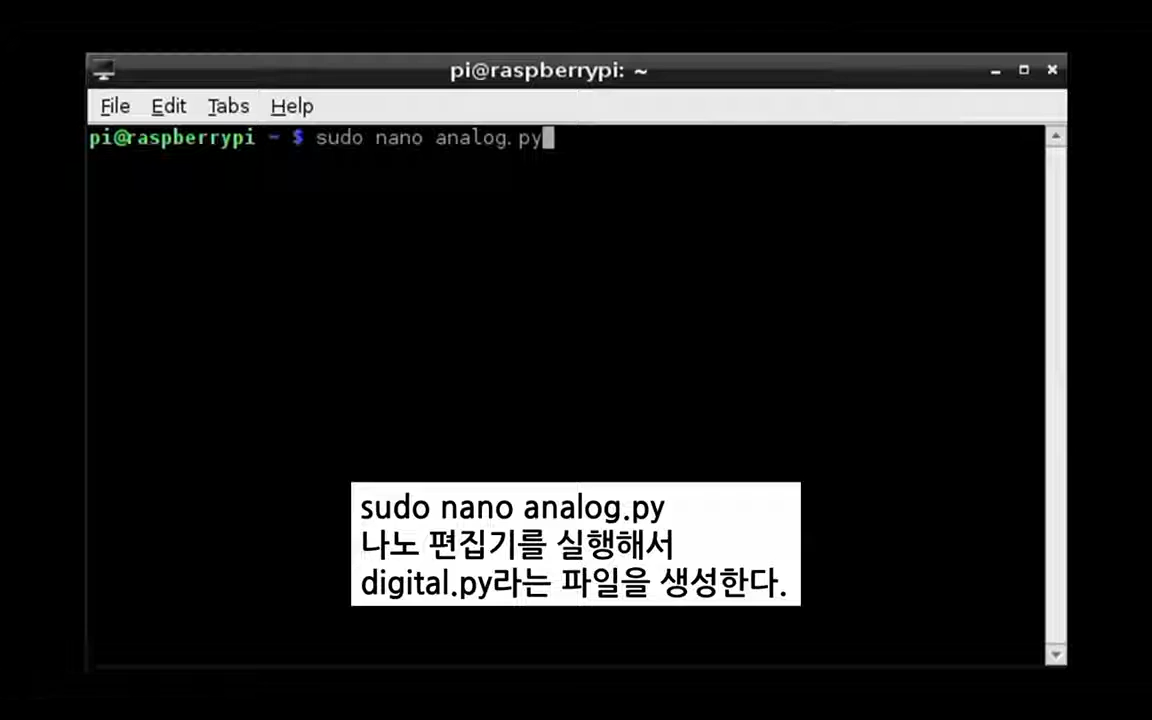 pi@raspberrypi: ~
File Edit Tabs Help
pi@raspberrypi ~ $ sudo nano analog.py
sudo nano analog.py
나노 편집기를 실행해서
digital.py라는 파일을 생성한다.